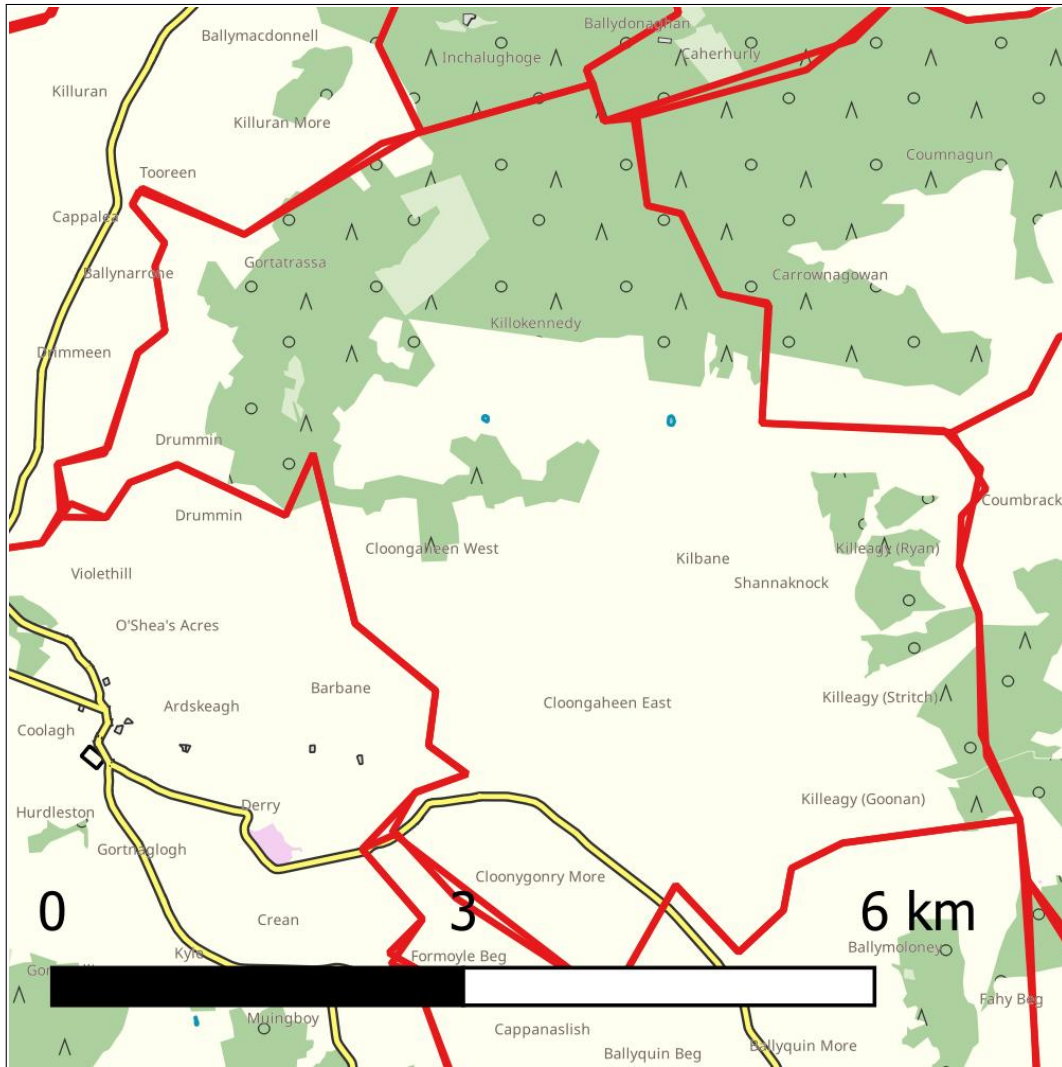 Ballydonaghan
Ballymacdonnell
Inchalughoge
Caherhurly
Killuran
Killuran More
Coumnagun
Tooreen
Cappalea
Gortatrassa
Ballynarrone
Carrownagowan
Killokennedy
Drimmeen
Drummin
Coumbrack
Drummin
Cloongaheen West
Killeagy (Ryan)
Kilbane
Violethill
Shannaknock
O'Shea's Acres
Barbane
Killeagy (Stritch)
Ardskeagh
Cloongaheen East
Coolagh
Killeagy (Goonan)
Derry
Hurdleston
Gortnaglogh
Cloonygonry More
0
3
6 km
Crean
Ballymoloney
Kyle
Formoyle Beg
Fahy Beg
Muingboy
Cappanaslish
Ballyquin More
Ballyquin Beg